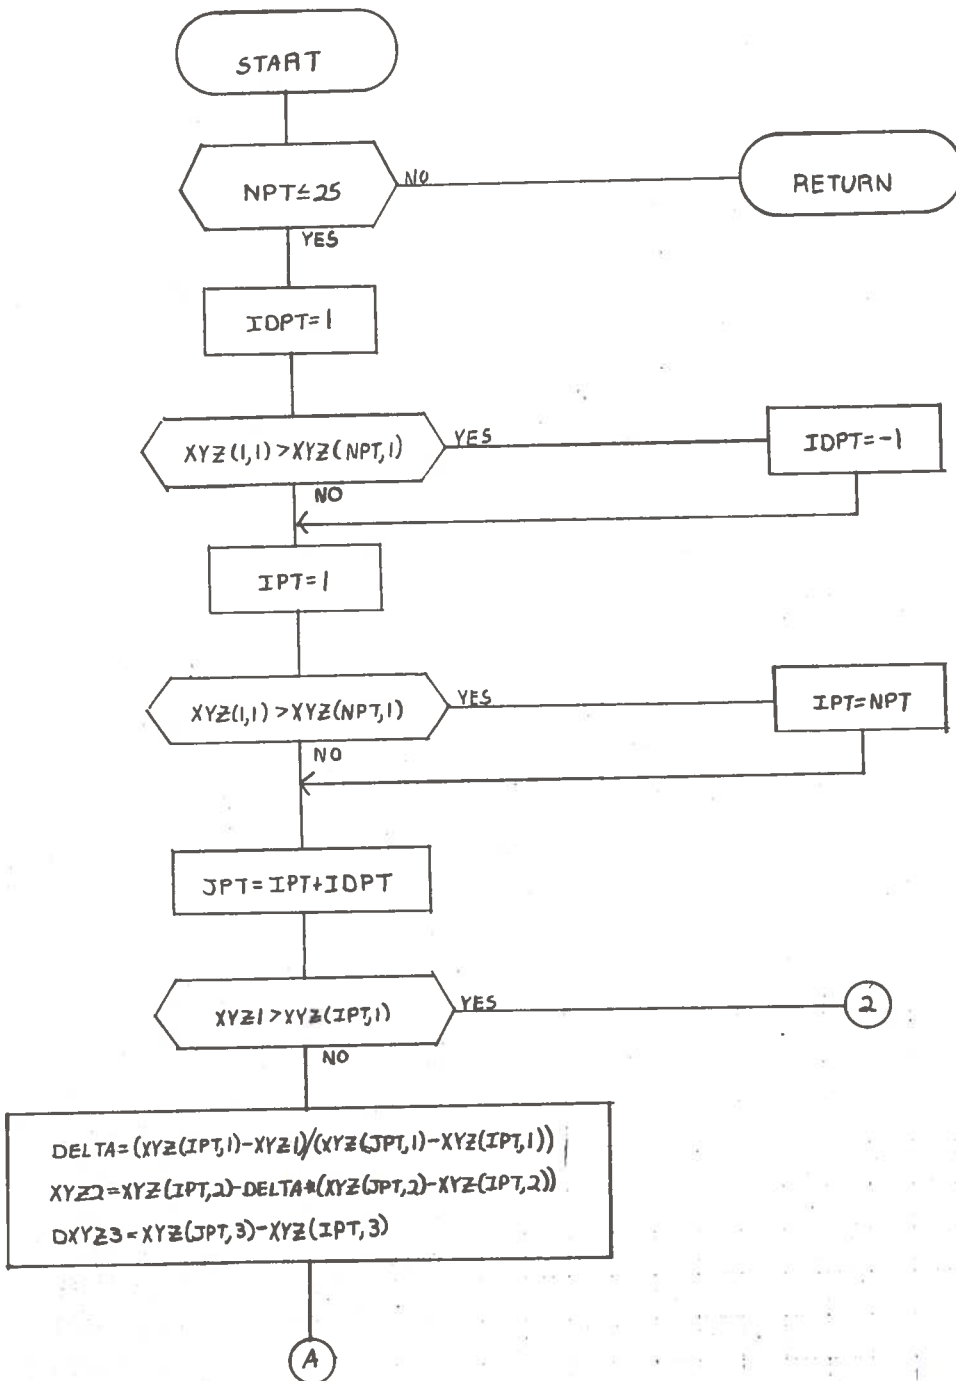 START
NPT≤25
NO
RETURN
YES
IDPT=1
XYZ(1,1)>XYZ(NPT,1)
YES
IDPT=-1
NO
IPT=1
XYZ(1,1)>XYZ(NPT,1)
YES
IPT=NPT
NO
JPT=IPT+IDPT
XYZ1>XYZ(IPT,1)
YES
2
NO
DELTA=(XYZ(IPT,1)-XYZ1)/(XYZ(JPT,1)-XYZ(IPT,1))
XYZ2=XYZ(IPT,2)-DELTA*(XYZ(JPT,2)-XYZ(IPT,2))
DXYZ3=XYZ(JPT,3)-XYZ(IPT,3)
A